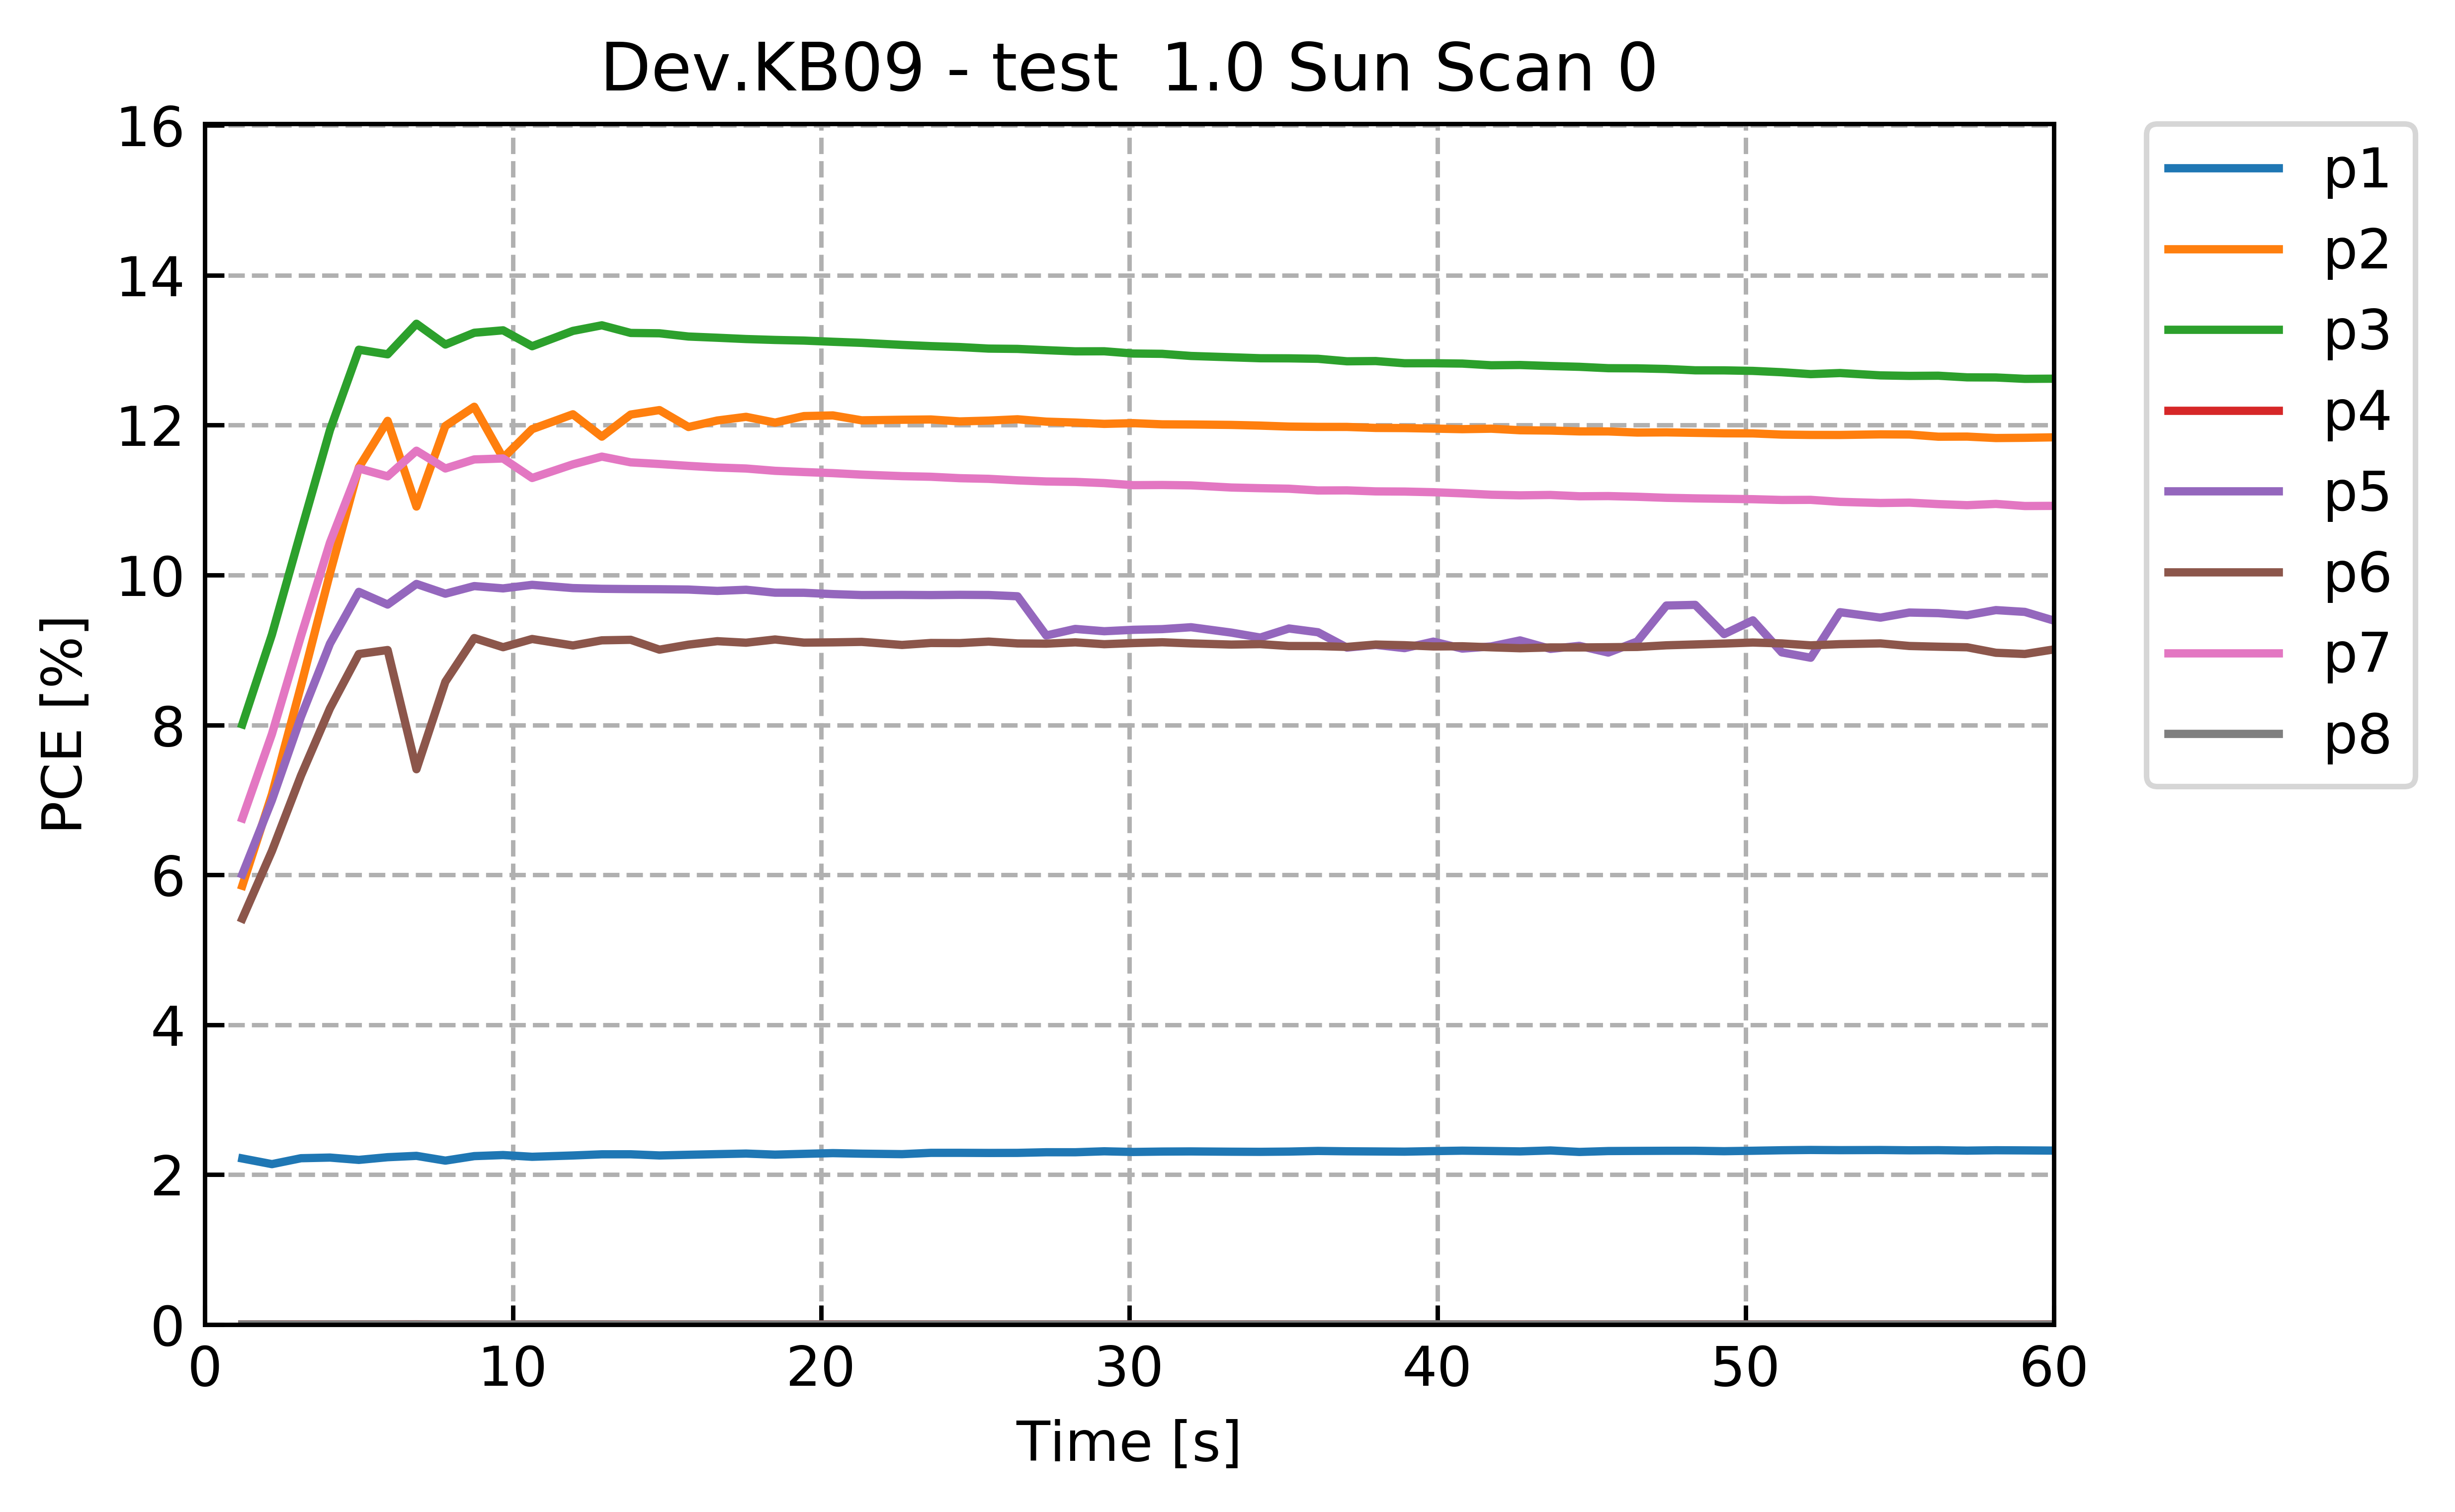 Dev.KB09 - test  1.0 Sun Scan 0
16
14
12
10
8
6
4
2
0
PCE [%]
0 10 20 30 40 50 60
Time [s]
p1
p2
p3
p4
p5
p6
p7
p8